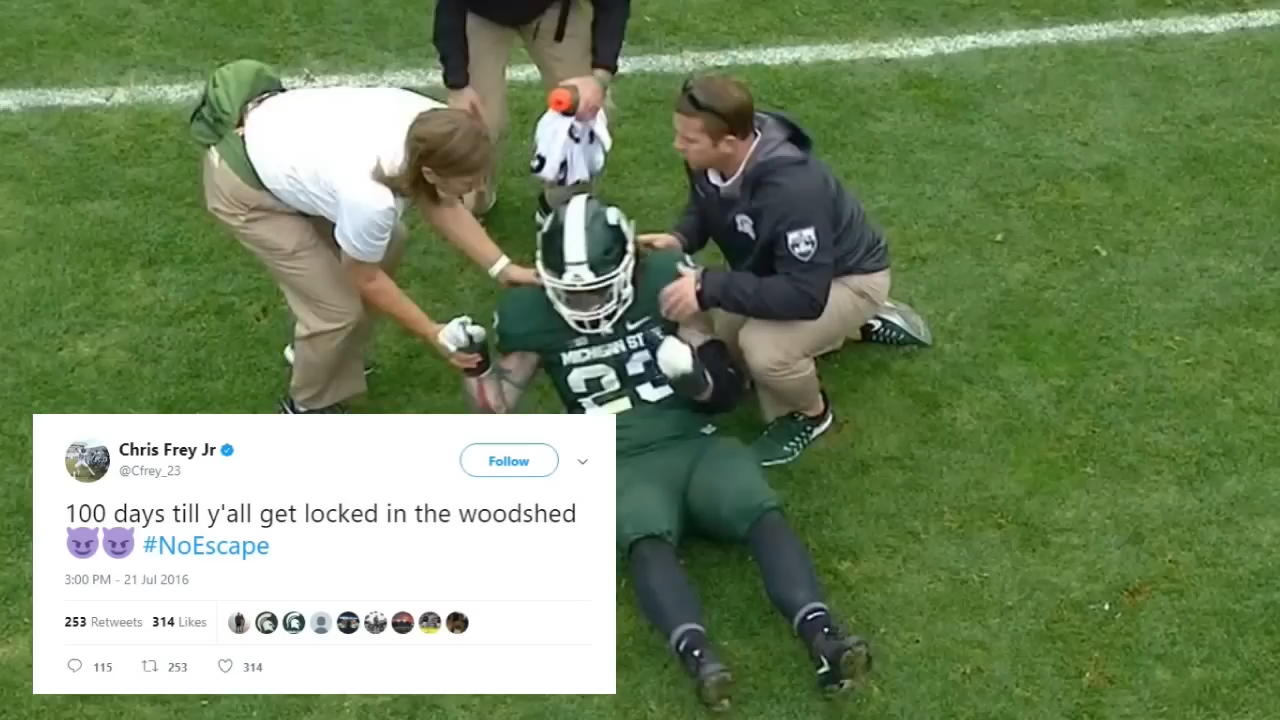 MICHIGAN ST
23
Chris Frey Jr
@Cfrey_23
Follow
100 days till y'all get locked in the woodshed
😈😈 #NoEscape
3:00 PM - 21 Jul 2016
253 Retweets 314 Likes
115 253 314